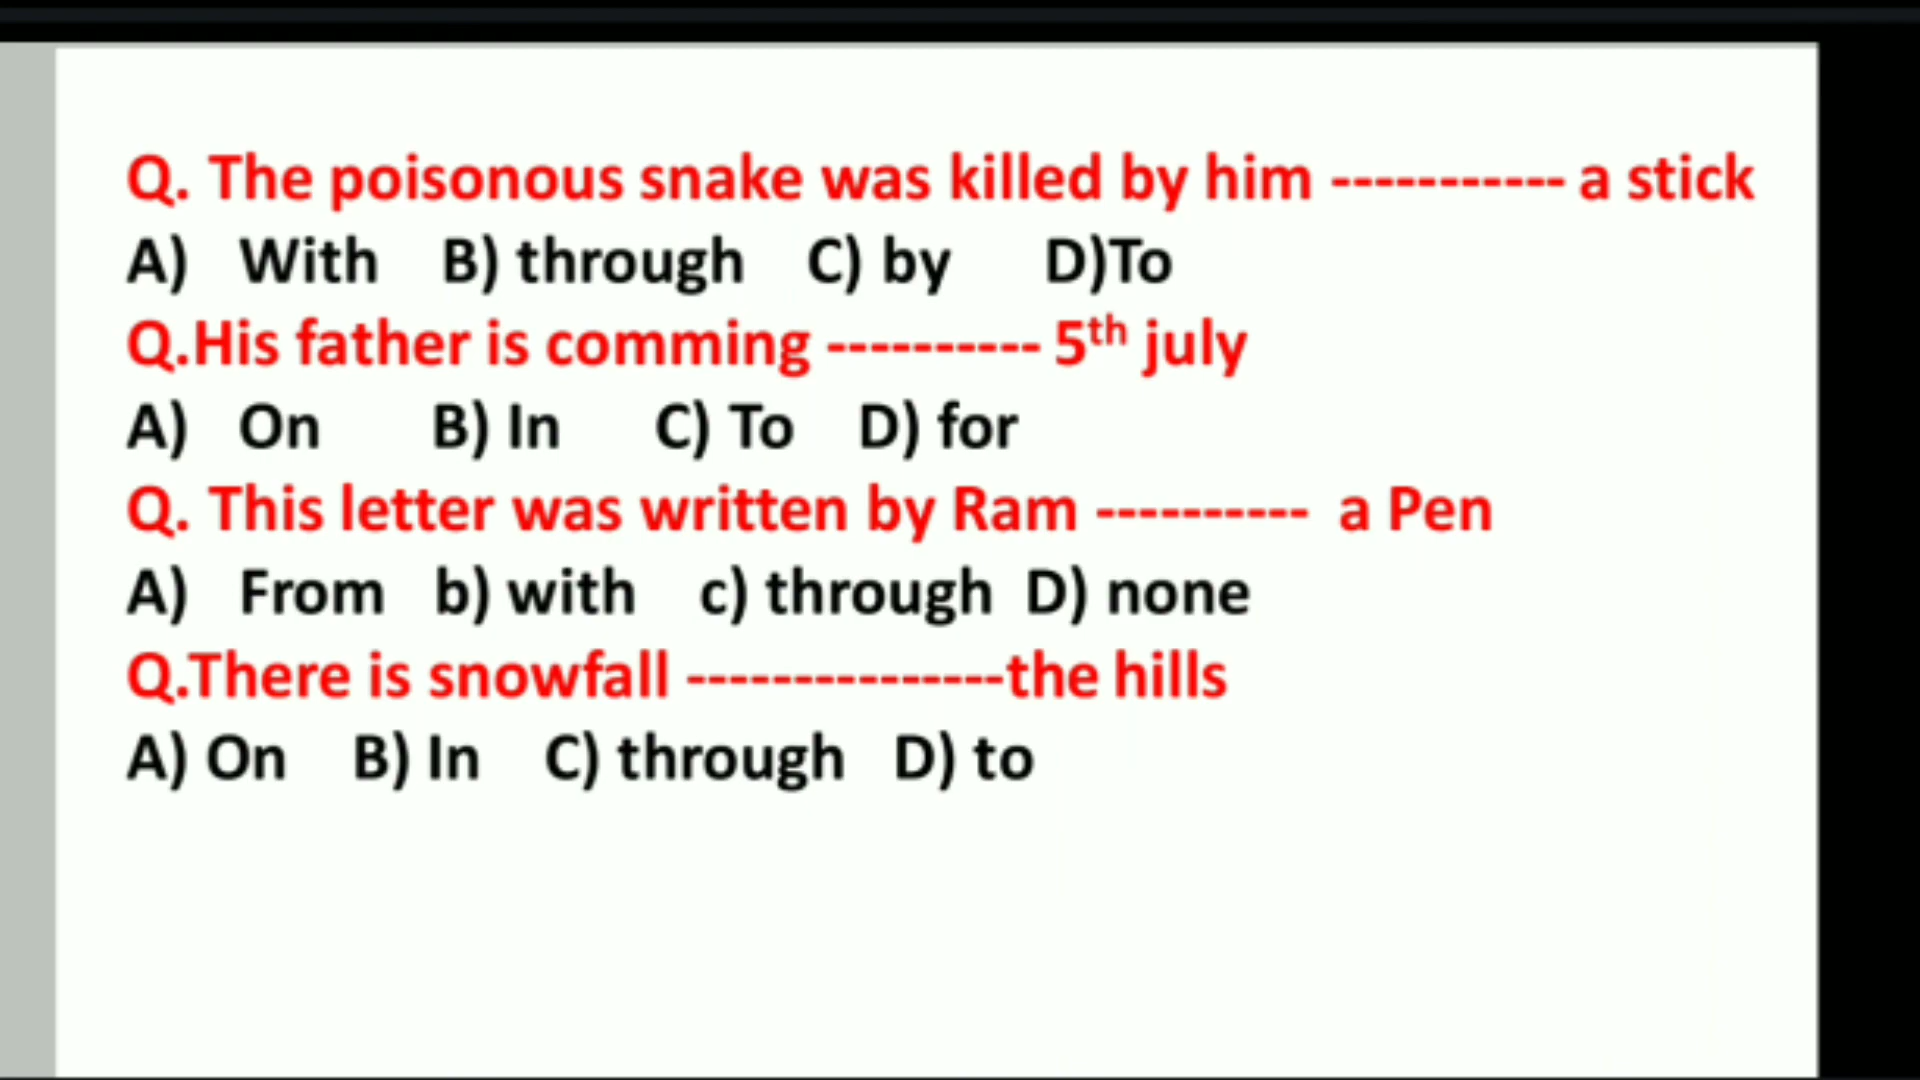 Q. The poisonous snake was killed by him ----------- a stick
A) With B) through C) by D)To
Q.His father is comming ---------- 5th july
A) On B) In C) To D) for
Q. This letter was written by Ram ---------- a Pen
A) From b) with c) through D) none
Q.There is snowfall ---------------the hills
A) On B) In C) through D) to